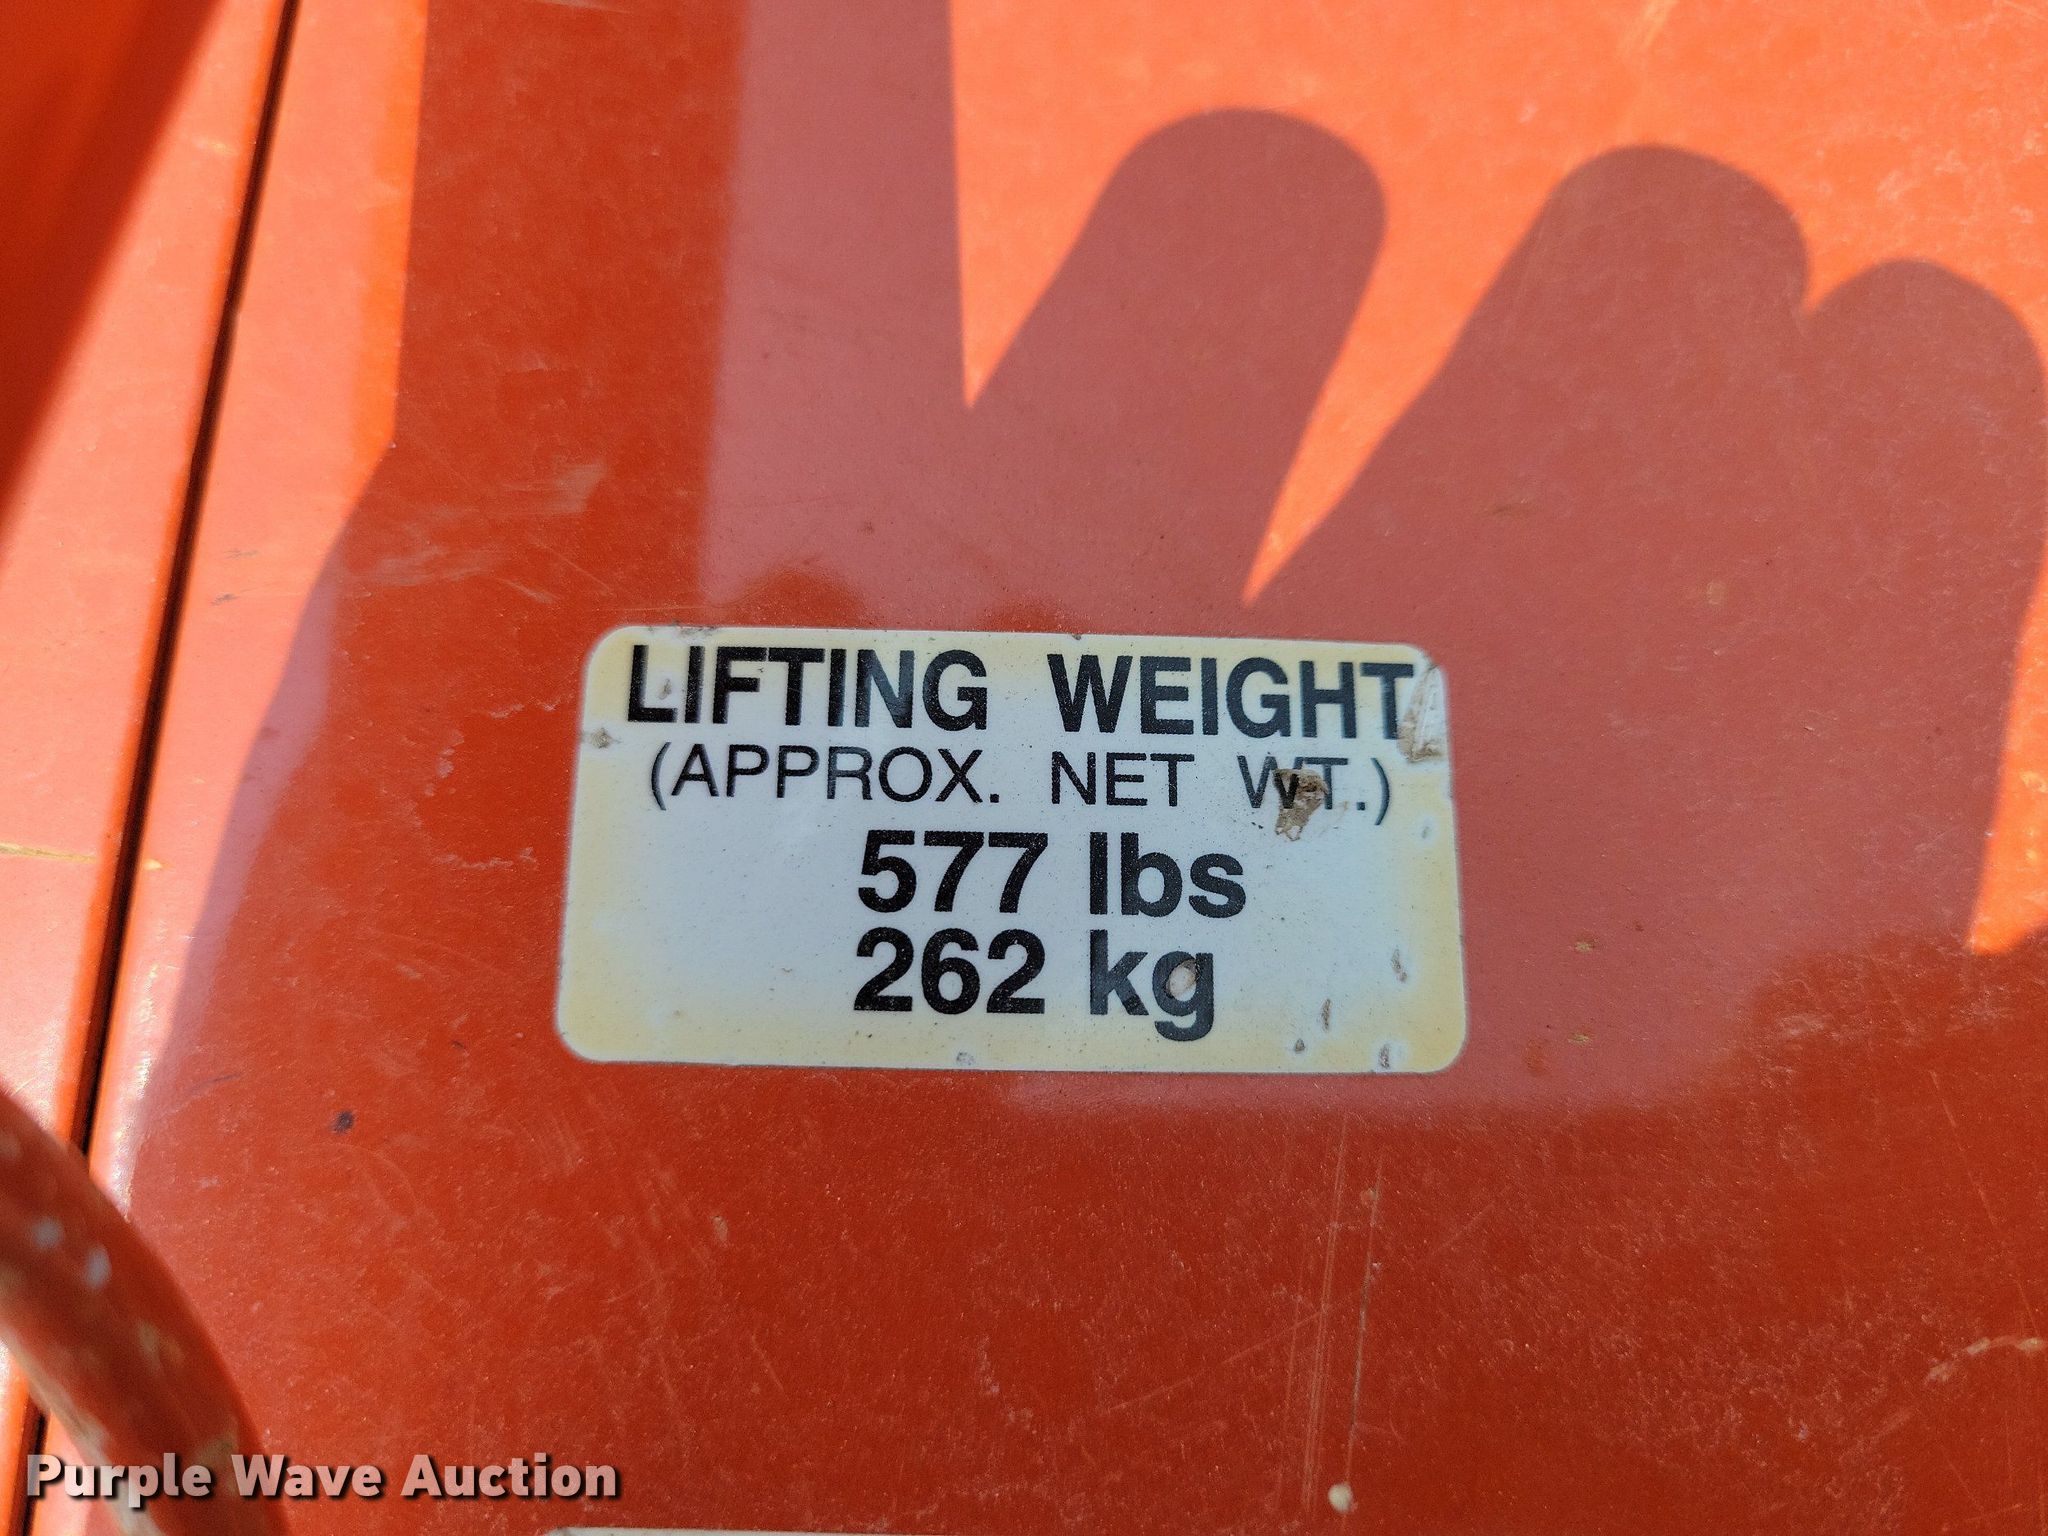 LIFTING WEIGHT
(APPROX. NET WT.)
577 lbs
262 kg
Purple Wave Auction